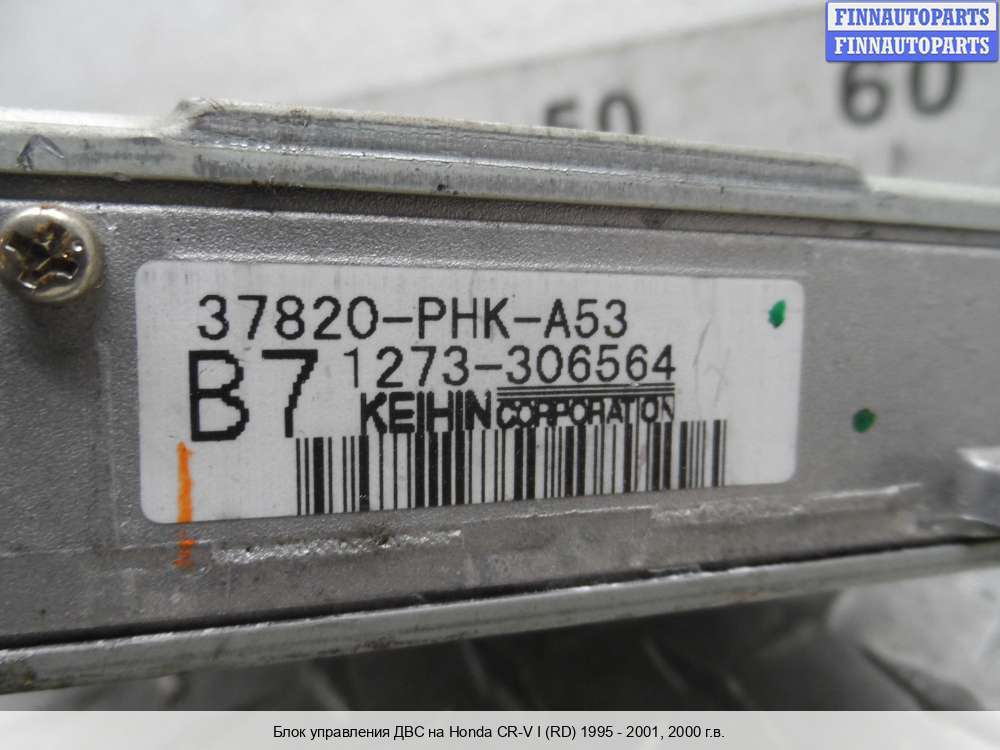 FINNAUTOPARTS
FINNAUTOPARTS
50 60
37820-PHK-A53
B7 1273-306564
KEIHIN CORPORATION
Блок управления ДВС на Honda CR-V I (RD) 1995 - 2001, 2000 г.в.